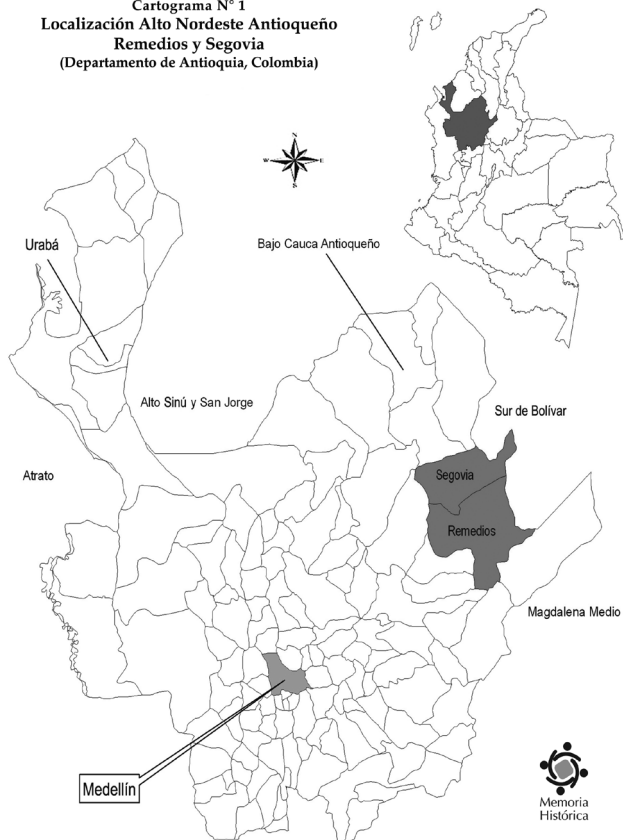 Cartograma N° 1
Localización Alto Nordeste Antioqueño
Remedios y Segovia
(Departamento de Antioquia, Colombia)
N
W E
S
Urabá
Bajo Cauca Antioqueño
Alto Sinú y San Jorge
Sur de Bolívar
Atrato
Segovia
Remedios
Magdalena Medio
Medellín
Memoria
Histórica